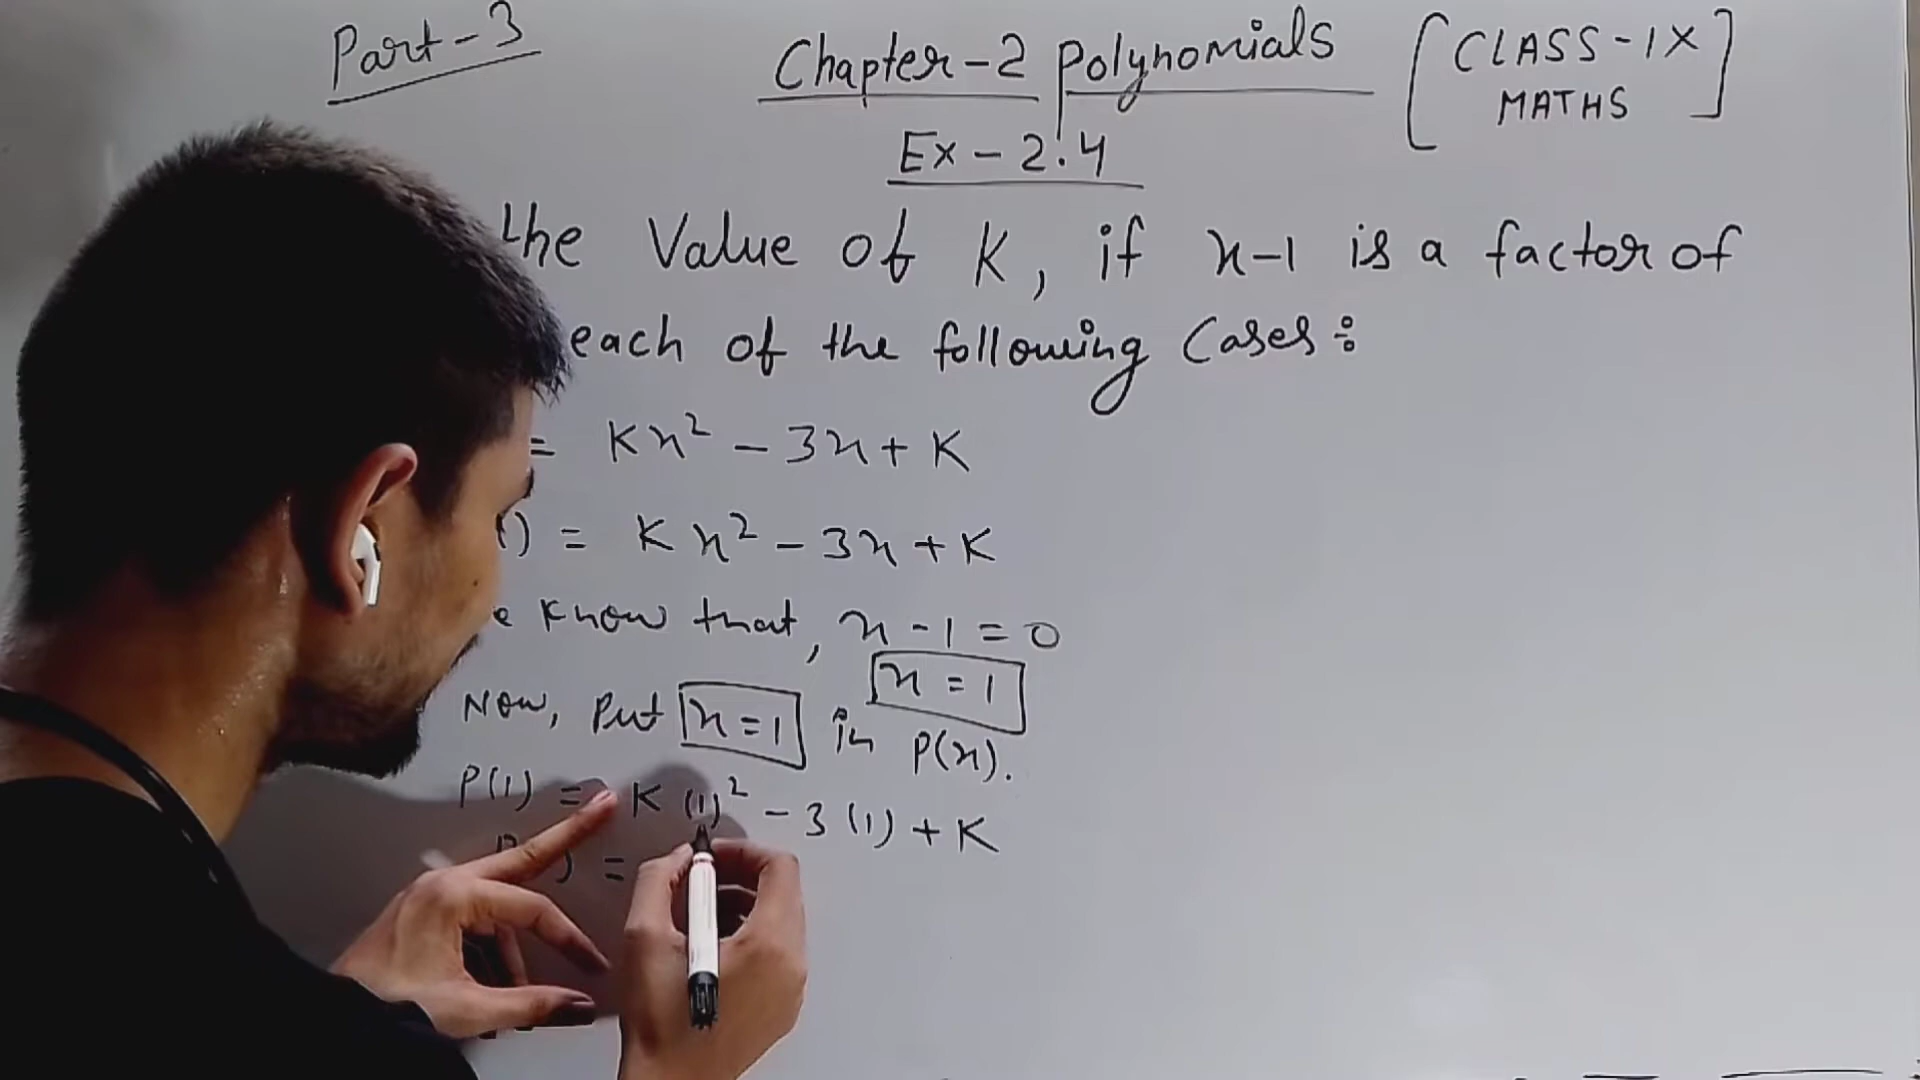 Part-3
Chapter-2 Polynomials [CLASS-IX MATHS]
Ex-2.4
the Value of K, if x-1 is a factor of
each of the following Cases:
= Kx² - 3x + K
) = Kx² - 3x + K
Know that, x - 1 = 0
x = 1
Now, Put x = 1 in P(x).
P(1) = K(1)² - 3(1) + K
) =